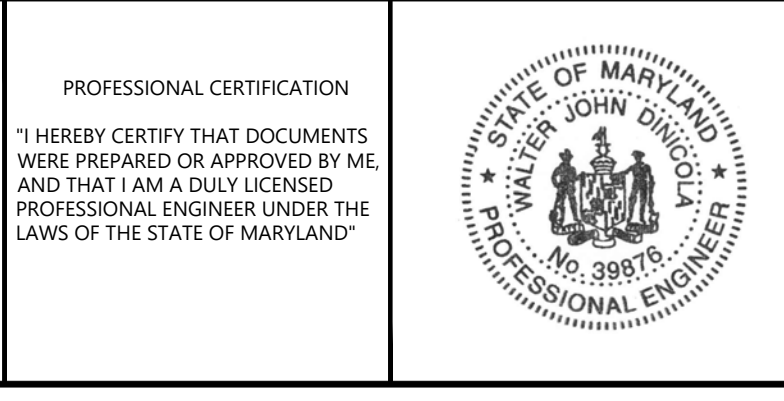 PROFESSIONAL CERTIFICATION
"I HEREBY CERTIFY THAT DOCUMENTS
WERE PREPARED OR APPROVED BY ME,
AND THAT I AM A DULY LICENSED
PROFESSIONAL ENGINEER UNDER THE
LAWS OF THE STATE OF MARYLAND"
STATE OF MARYLAND
WALTER JOHN DINICOLA
No. 39876
PROFESSIONAL ENGINEER